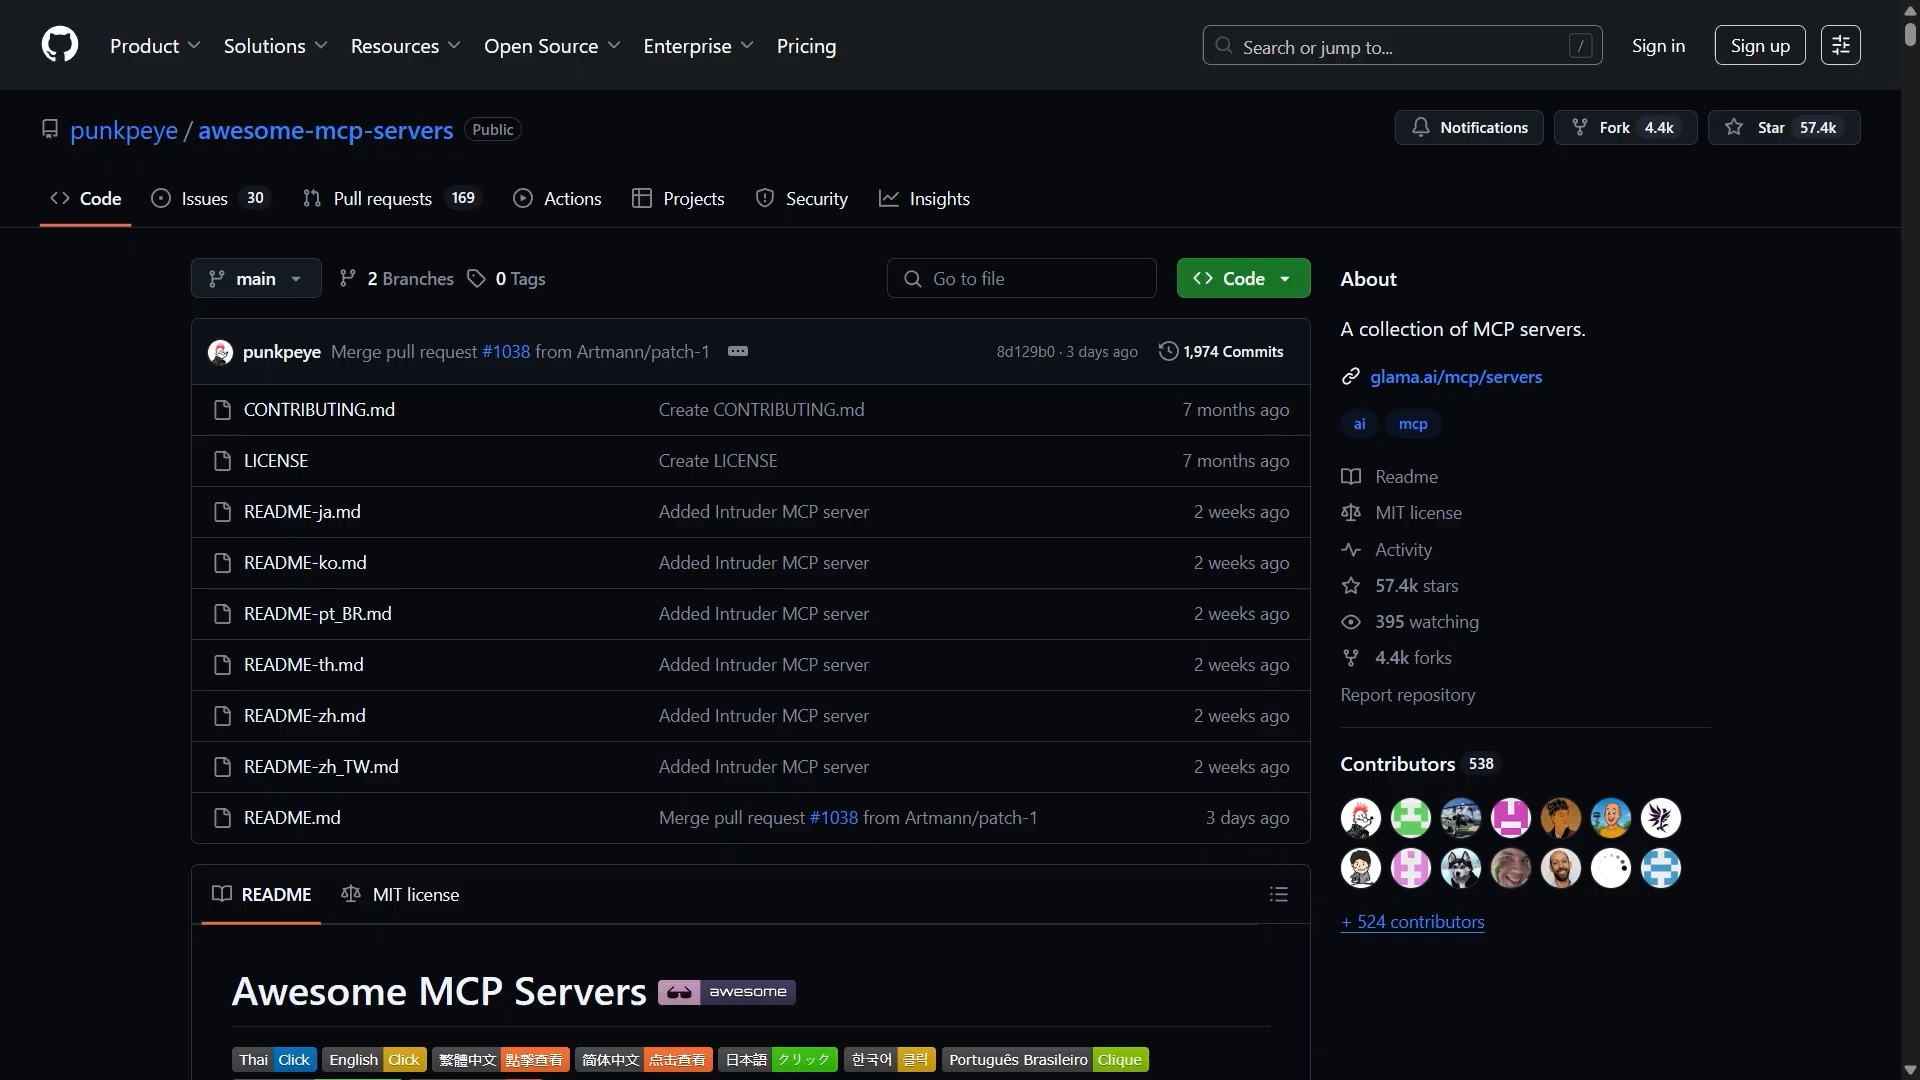 Product Solutions Resources Open Source Enterprise Pricing Search or jump to... / Sign in Sign up
punkpeye / awesome-mcp-servers Public Notifications Fork 4.4k Star 57.4k
Code Issues 30 Pull requests 169 Actions Projects Security Insights
main 2 Branches 0 Tags Go to file Code
punkpeye Merge pull request #1038 from Artmann/patch-1 8d129b0 · 3 days ago 1,974 Commits
CONTRIBUTING.md Create CONTRIBUTING.md 7 months ago
LICENSE Create LICENSE 7 months ago
README-ja.md Added Intruder MCP server 2 weeks ago
README-ko.md Added Intruder MCP server 2 weeks ago
README-pt_BR.md Added Intruder MCP server 2 weeks ago
README-th.md Added Intruder MCP server 2 weeks ago
README-zh.md Added Intruder MCP server 2 weeks ago
README-zh_TW.md Added Intruder MCP server 2 weeks ago
README.md Merge pull request #1038 from Artmann/patch-1 3 days ago
README MIT license
Awesome MCP Servers awesome
Thai Click English Click 繁體中文 點擊查看 简体中文 点击查看 日本語 クリック 한국어 클릭 Português Brasileiro Clique
About
A collection of MCP servers.
glama.ai/mcp/servers
ai mcp
Readme
MIT license
Activity
57.4k stars
395 watching
4.4k forks
Report repository
Contributors 538
+ 524 contributors